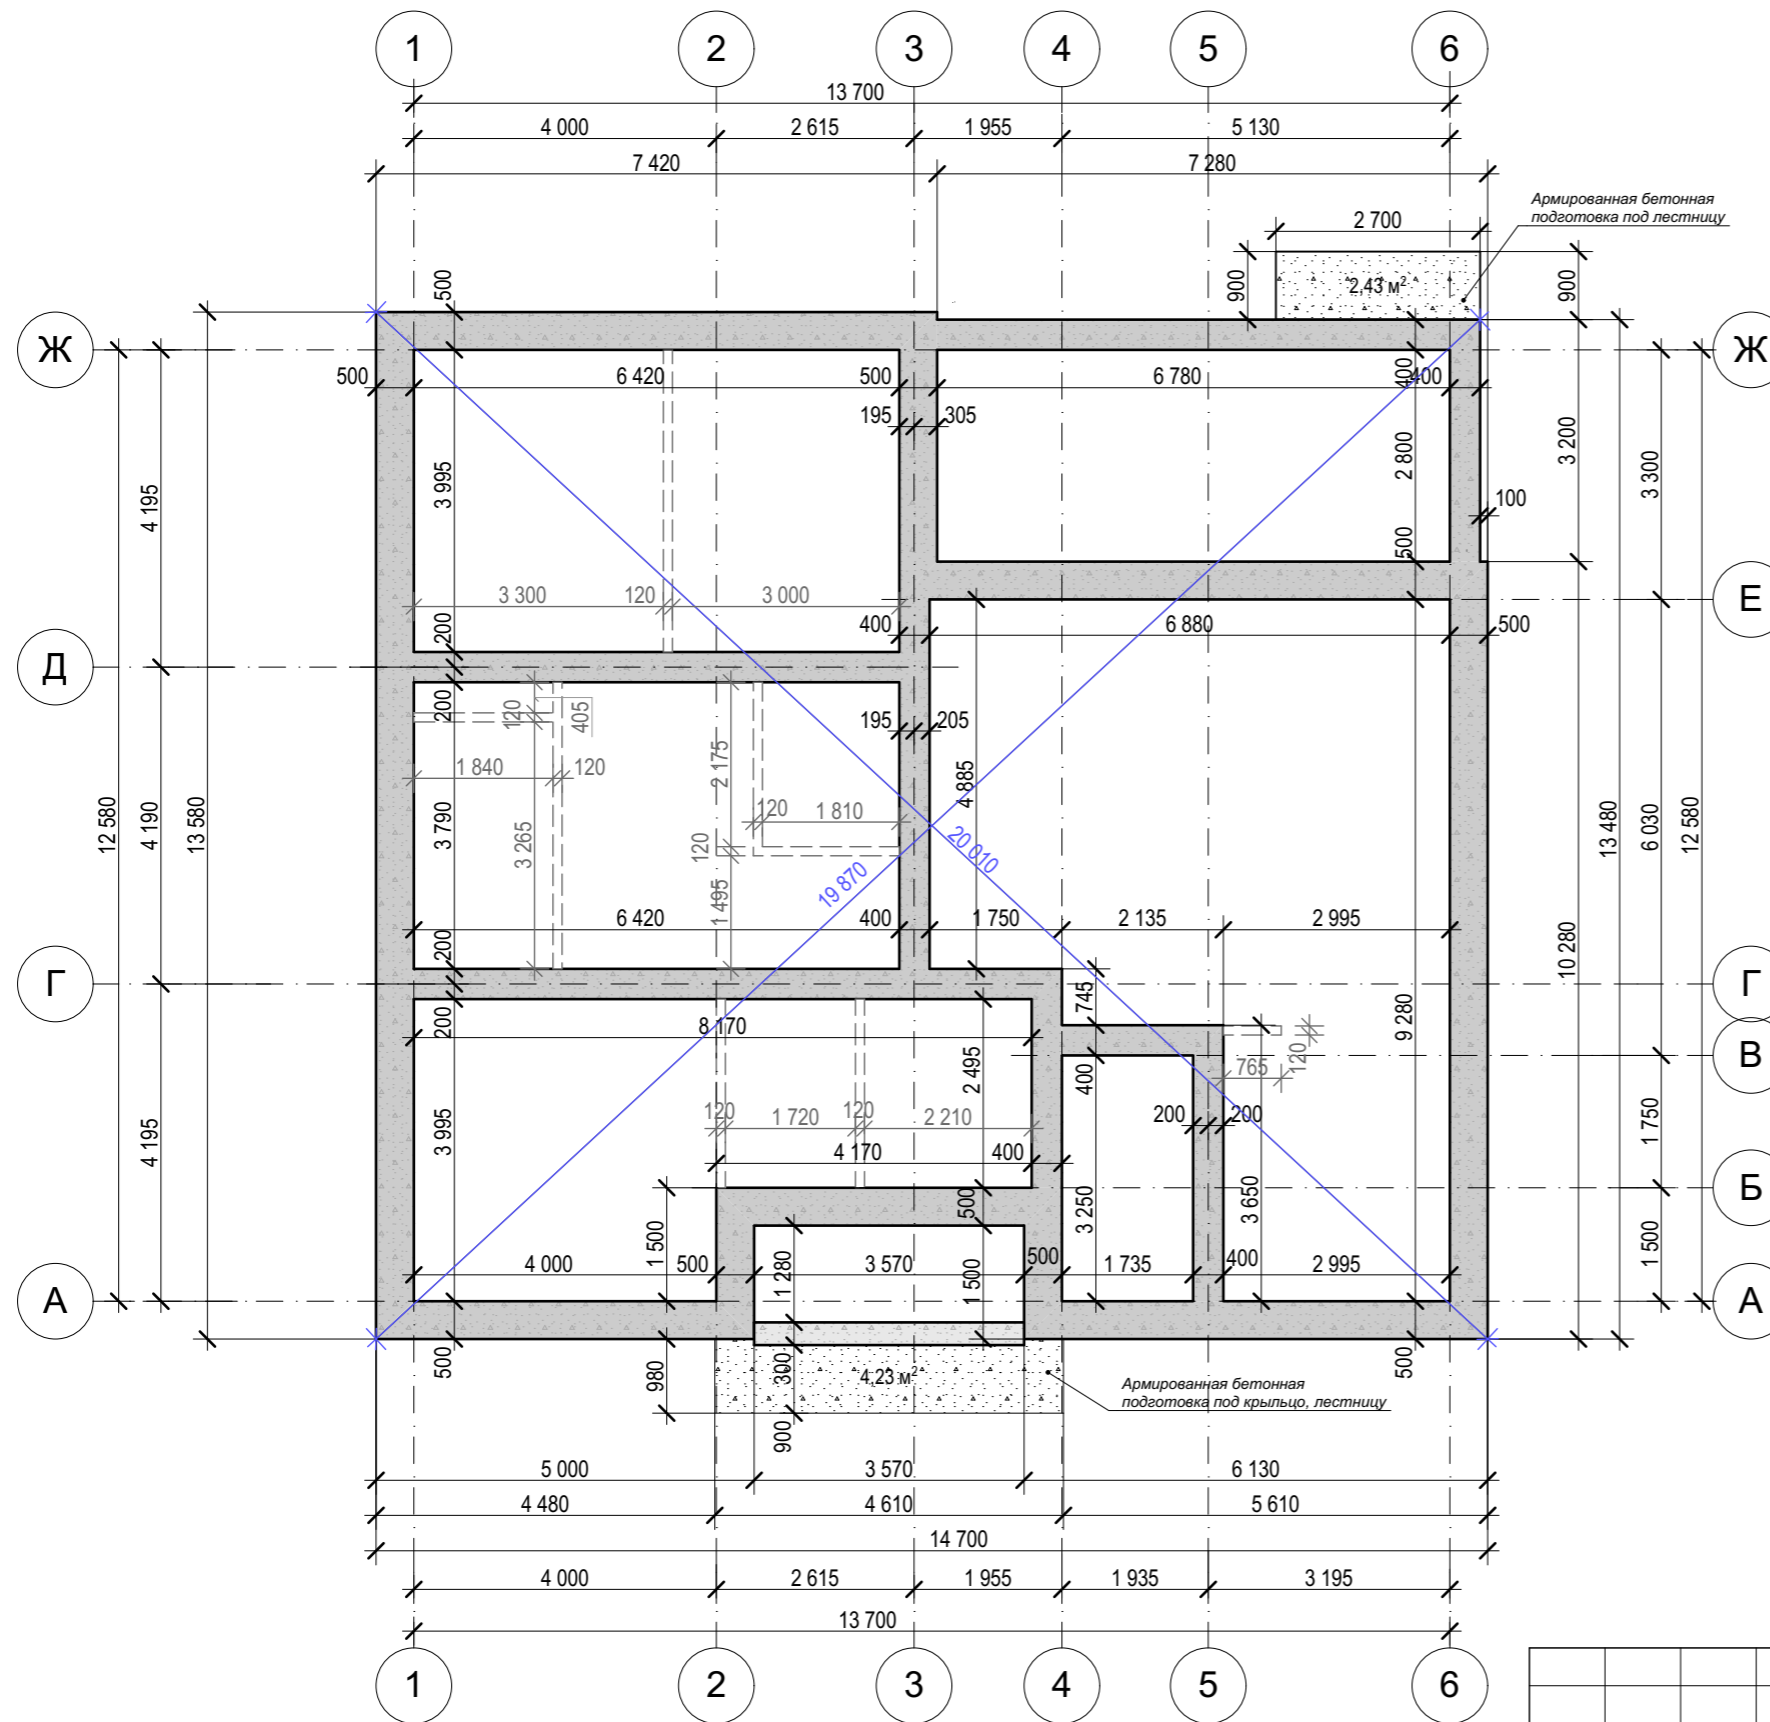 1 2 3 4 5 6
13 700
4 000 2 615 1 955 5 130
7 420 7 280
Армированная бетонная
подготовка под лестницу
2 700
900 2,43 м² 900
500
Ж Ж
500 6 420 500 6 780 400 400
195 305
3 995 2 800 3 200 3 300
4 195
100
500
3 300 120 3 000
Е
200 400 6 880 500
Д
200 120 405 195 205
2 175
1 840 120
4 885
120 1 810
12 580 4 190 13 580 3 790 3 265 120
19 870 20 010
13 480 6 030 12 580
1 495
6 420 400 1 750 2 135 2 995
200
10 280
Г Г
200 8 170 745 9 280
В
2 495 400 765 120
120 1 720 120 2 210 200 200
4 195 3 995 1 750
4 170 400
Б
500 3 250 3 650
1 500 1 280 1 500 1 500
4 000 500 3 570 500 1 735 400 2 995
А А
500 980 300 4,23 м² 500
Армированная бетонная
подготовка под крыльцо, лестницу
900
5 000 3 570 6 130
4 480 4 610 5 610
14 700
4 000 2 615 1 955 1 935 3 195
13 700
1 2 3 4 5 6